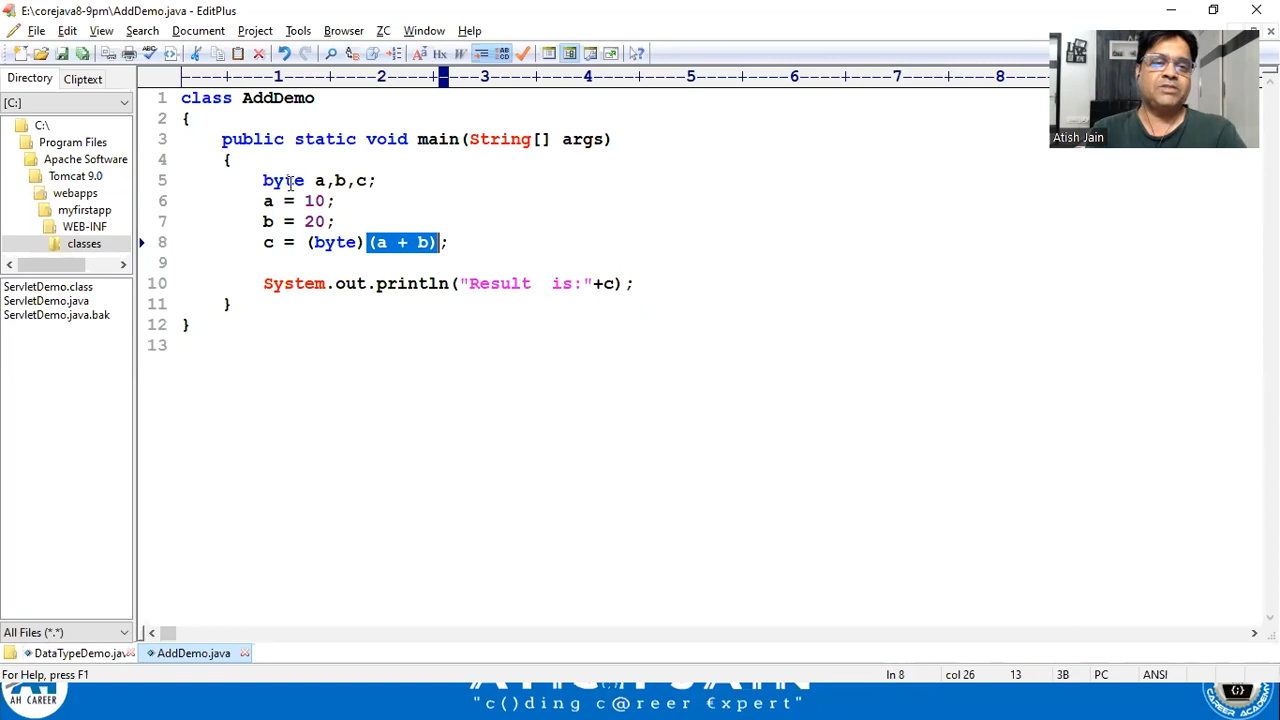 E:\corejava8-9pm\AddDemo.java - EditPlus
File Edit View Search Document Project Tools Browser ZC Window Help
Directory Cliptext
----+----1----+----2----+----3----+----4----+----5----+----6----+----7----+----8
[C:]
C:\
Program Files
Apache Software
Tomcat 9.0
webapps
myfirstapp
WEB-INF
classes
ServletDemo.class
ServletDemo.java
ServletDemo.java.bak
All Files (*.*)
1 class AddDemo
2 {
3 public static void main(String[] args)
4 {
5 byte a,b,c;
6 a = 10;
7 b = 20;
8 c = (byte)(a + b);
9
10 System.out.println("Result  is:"+c);
11 }
12 }
13
Atish Jain
DataTypeDemo.jav AddDemo.java
For Help, press F1 ln 8 col 26 13 3B PC ANSI
AH CAREER
"c()ding c@reer €xpert"